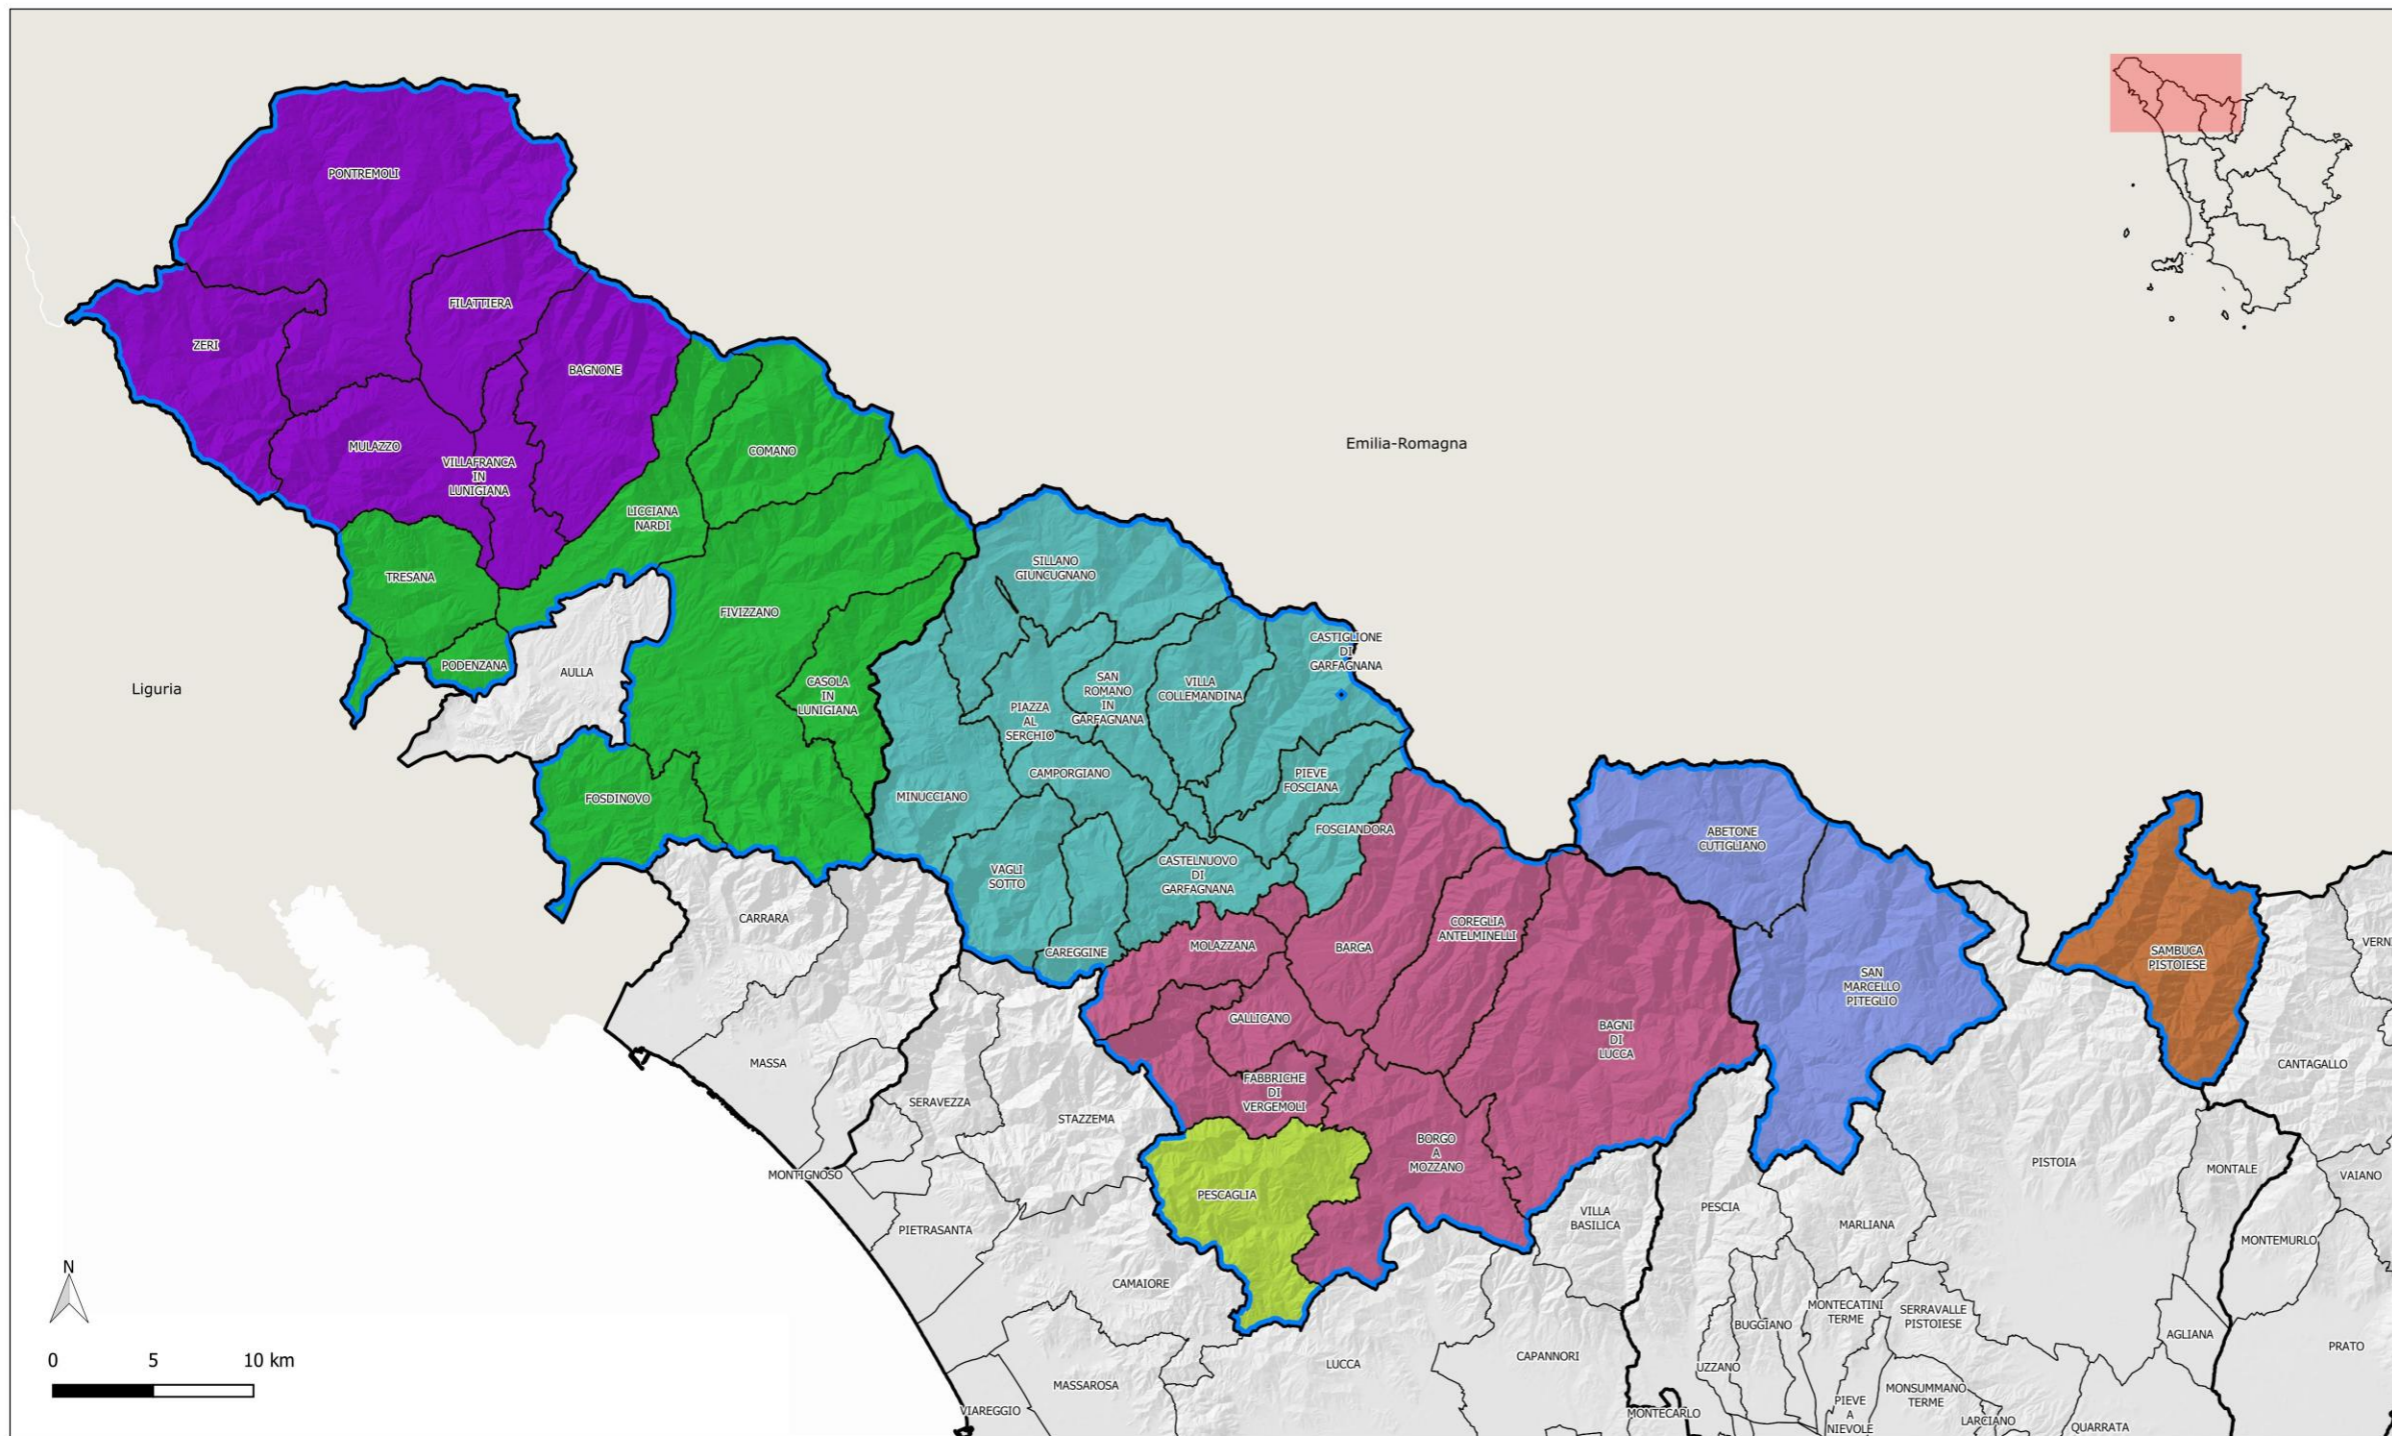 PONTREMOLI
FILATTIERA
ZERI
BAGNONE
Emilia-Romagna
MULAZZO
COMANO
VILLAFRANCA
IN
LUNIGIANA
LICCIANA
NARDI
SILLANO
GIUNCUGNANO
TRESANA
FIVIZZANO
CASTIGLIONE
DI
GARFAGNANA
PODENZANA
AULLA
Liguria
CASOLA
IN
LUNIGIANA
SAN
ROMANO
IN
GARFAGNANA
VILLA
COLLEMANDINA
PIAZZA
AL
SERCHIO
CAMPORGIANO
PIEVE
FOSCIANA
MINUCCIANO
FOSDINOVO
FOSCIANDORA
ABETONE
CUTIGLIANO
VAGLI
SOTTO
CASTELNUOVO
DI
GARFAGNANA
CARRARA
COREGLIA
ANTELMINELLI
MOLAZZANA
BARGA
CAREGGINE
SAMBUCA
PISTOIESE
VERN
SAN
MARCELLO
PITEGLIO
GALLICANO
BAGNI
DI
LUCCA
MASSA
CANTAGALLO
FABBRICHE
DI
VERGEMOLI
SERAVEZZA
STAZZEMA
BORGO
A
MOZZANO
PISTOIA
MONTALE
VAIANO
MONTIGNOSO
PESCAGLIA
VILLA
BASILICA
PESCIA
MARLIANA
PIETRASANTA
MONTEMURLO
N
CAMAIORE
MONTECATINI
TERME
SERRAVALLE
PISTOIESE
BUGGIANO
AGLIANA
PRATO
0 5 10 km
CAPANNORI
LUCCA
UZZANO
MASSAROSA
MONSUMMANO
TERME
VIAREGGIO
MONTECARLO
PIEVE
A
NIEVOLE
LARCIANO
QUARRATA